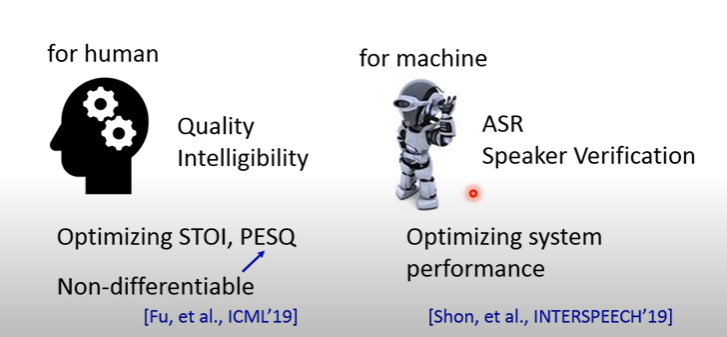 for human
Quality
Intelligibility
Optimizing STOI, PESQ
Non-differentiable
[Fu, et al., ICML'19]
for machine
ASR
Speaker Verification
Optimizing system
performance
[Shon, et al., INTERSPEECH'19]